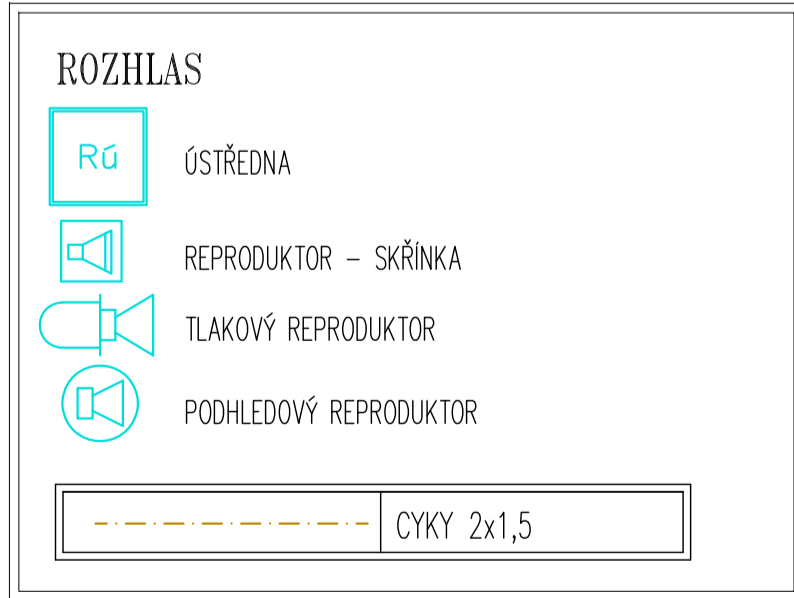 ROZHLAS
Rú ÚSTŘEDNA
REPRODUKTOR – SKŘÍNKA
TLAKOVÝ REPRODUKTOR
PODHLEDOVÝ REPRODUKTOR
CYKY 2x1,5